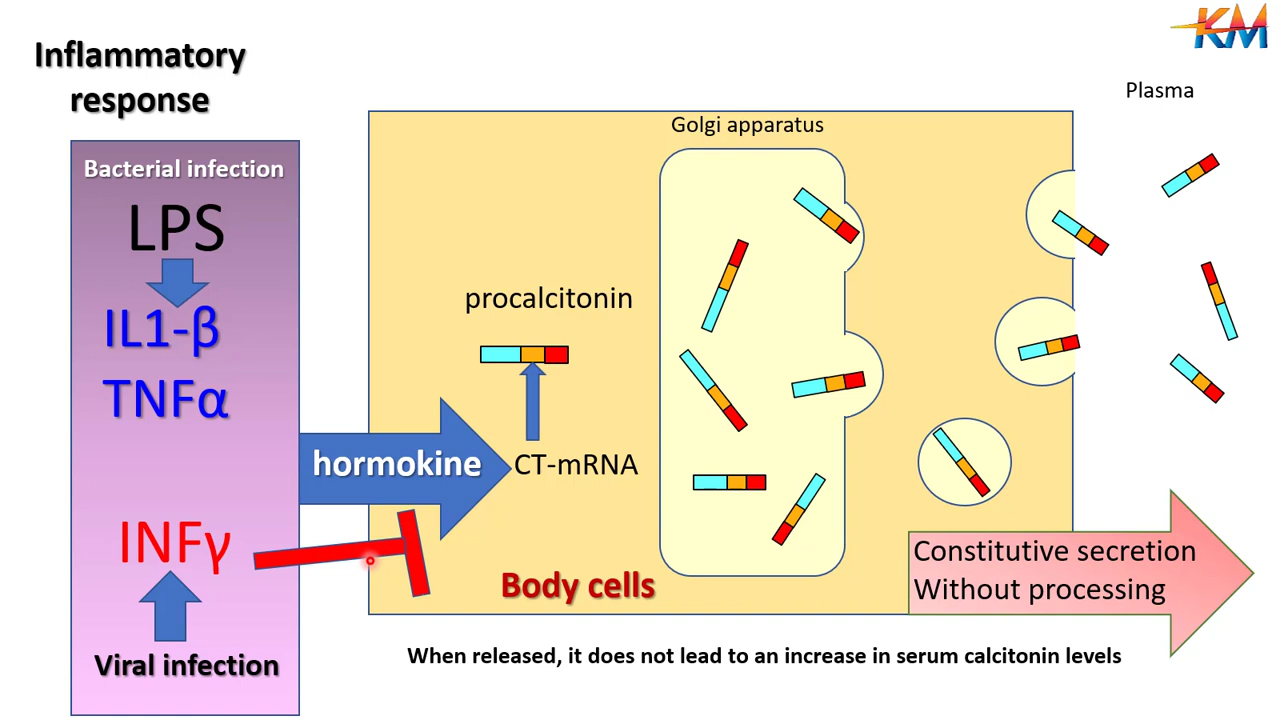 KM
Inflammatory
response
Plasma
Golgi apparatus
Bacterial infection
LPS
IL1-β
TNFα
procalcitonin
hormokine
CT-mRNA
INFγ
Body cells
Constitutive secretion
Without processing
Viral infection
When released, it does not lead to an increase in serum calcitonin levels